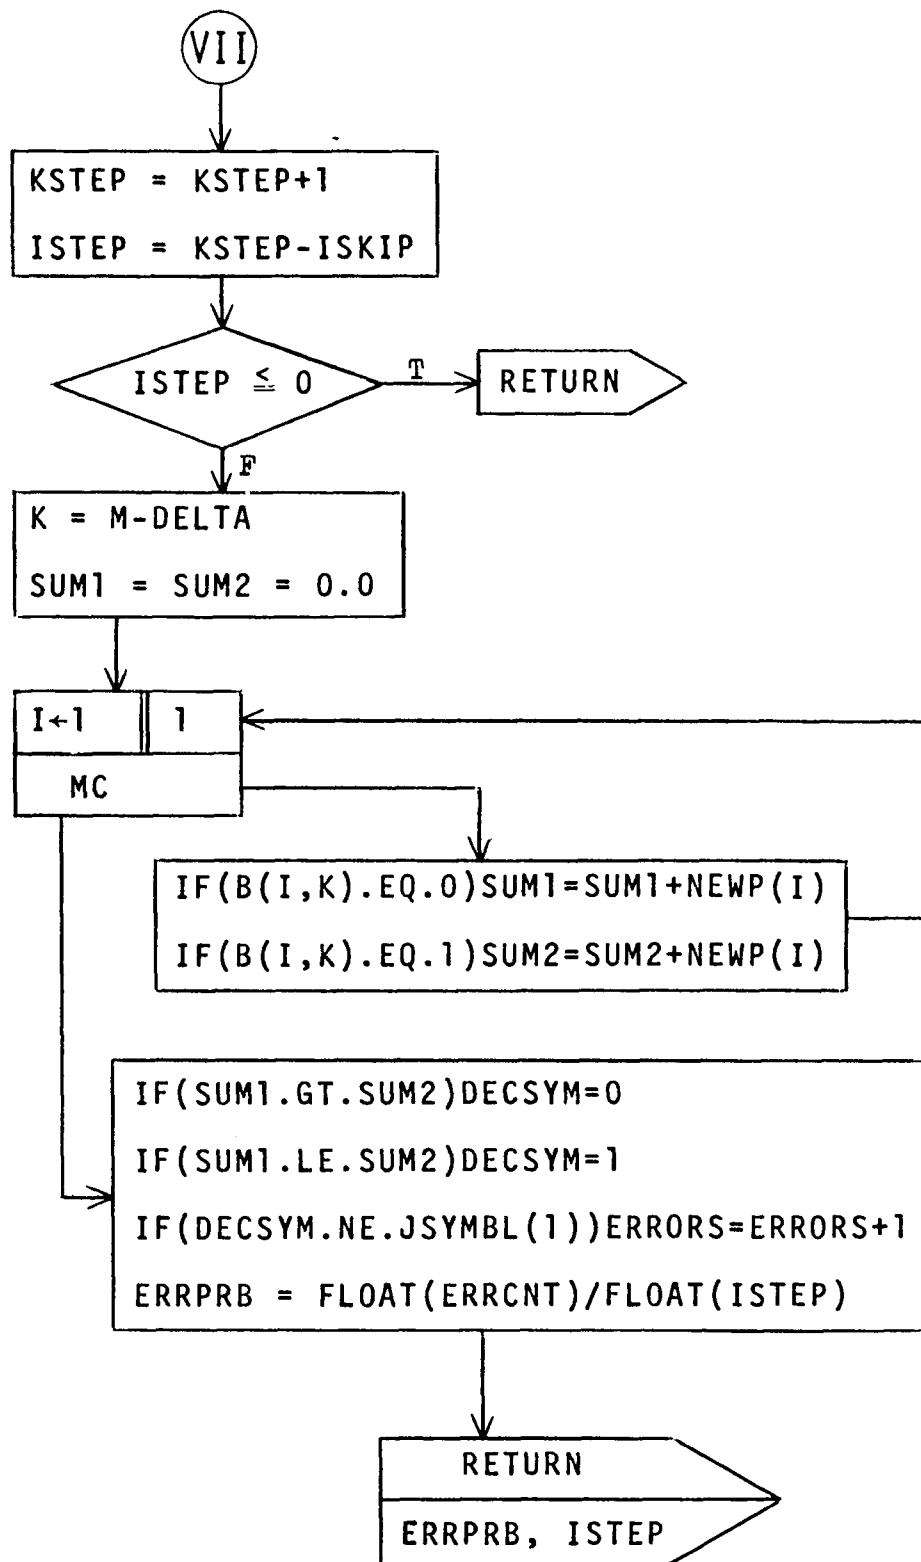 VII
KSTEP = KSTEP+1
ISTEP = KSTEP-ISKIP
ISTEP ≦ 0
T
RETURN
F
K = M-DELTA
SUM1 = SUM2 = 0.0
I←1 1
MC
IF(B(I,K).EQ.0)SUM1=SUM1+NEWP(I)
IF(B(I,K).EQ.1)SUM2=SUM2+NEWP(I)
IF(SUM1.GT.SUM2)DECSYM=0
IF(SUM1.LE.SUM2)DECSYM=1
IF(DECSYM.NE.JSYMBL(1))ERRORS=ERRORS+1
ERRPRB = FLOAT(ERRCNT)/FLOAT(ISTEP)
RETURN
ERRPRB, ISTEP